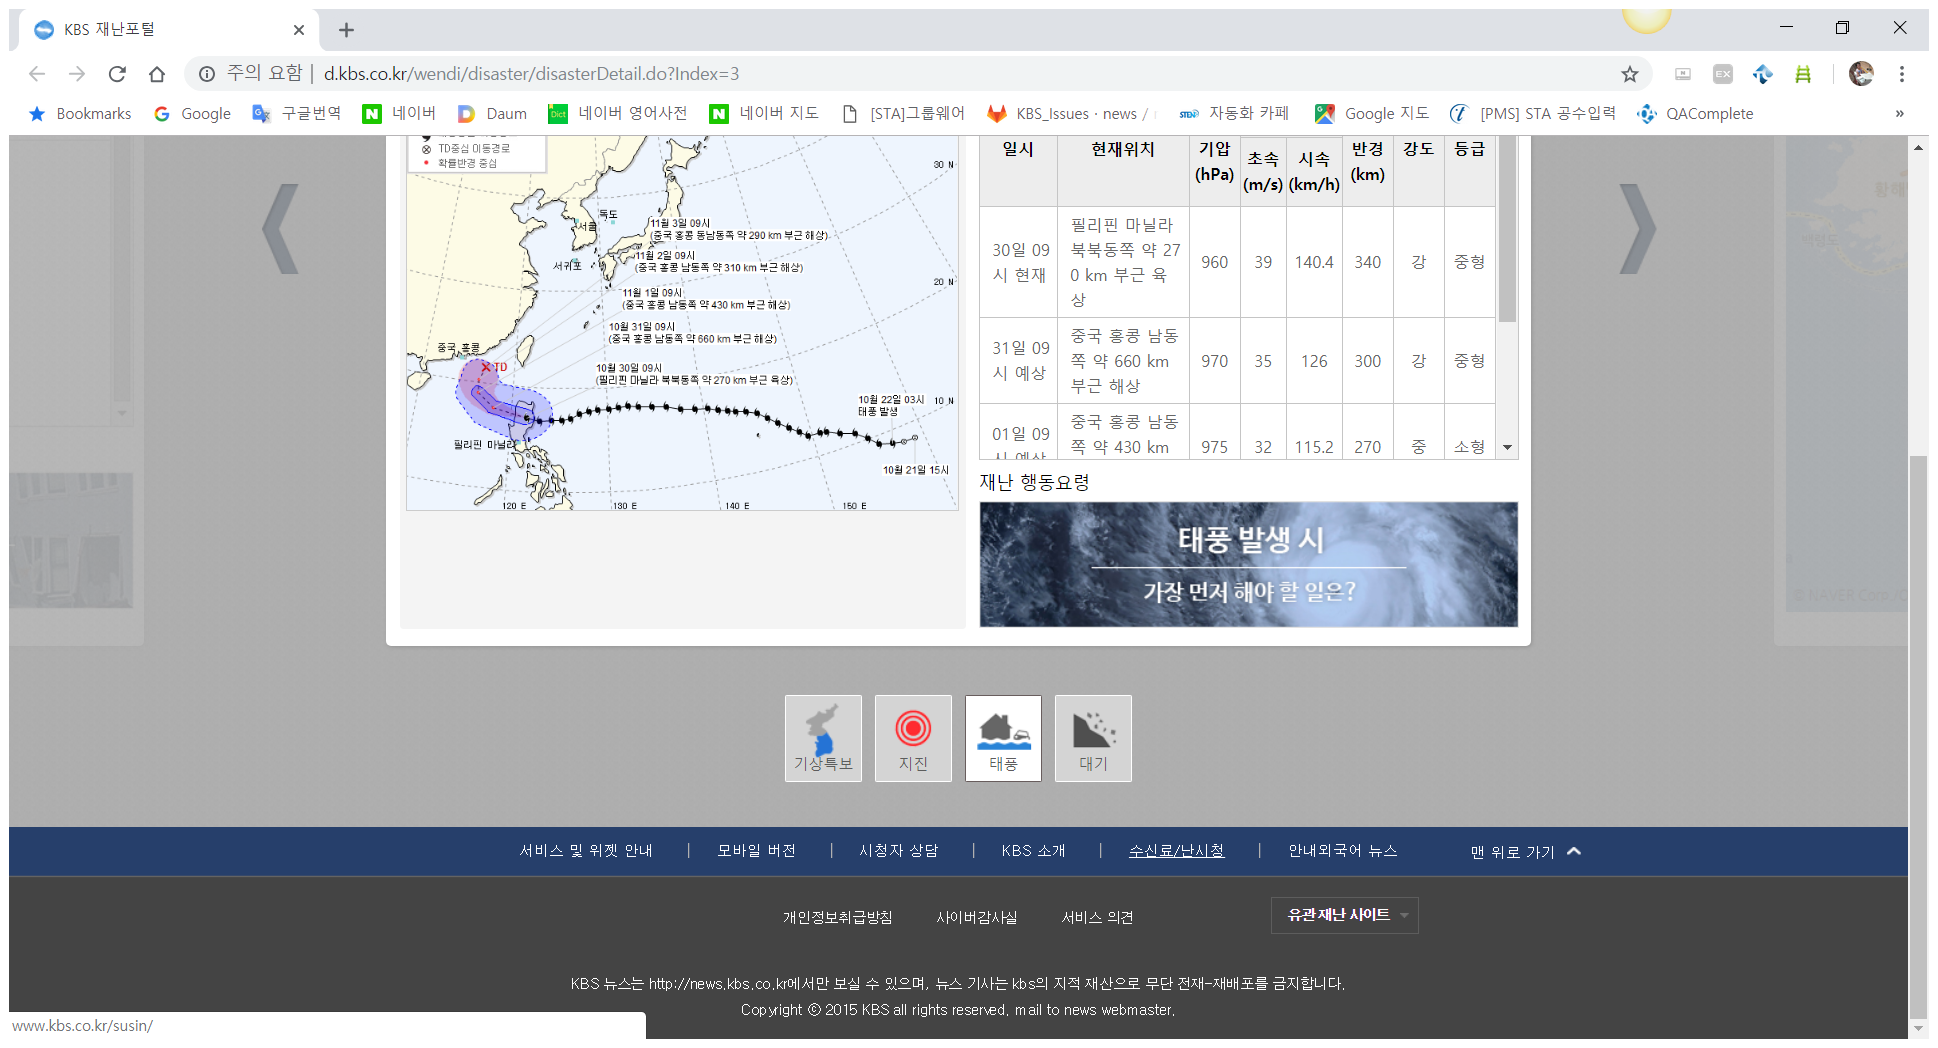 KBS 재난포털
주의 요함 | d.kbs.co.kr/wendi/disaster/disasterDetail.do?Index=3
EX
Bookmarks Google 구글번역 네이버 Daum 네이버 영어사전 네이버 지도 [STA]그룹웨어 KBS_Issues · news / 자동화 카페 Google 지도 [PMS] STA 공수입력 QAComplete »
TD중심 이동경로
확률반경 중심
30 N
20 N
10 N
120 E 130 E 140 E 150 E
독도
서울
서귀포
중국 홍콩
TD
필리핀 마닐라
11월 3일 09시
(중국 홍콩 동남동쪽 약 290 km 부근 해상)
11월 2일 09시
(중국 홍콩 남동쪽 약 310 km 부근 해상)
11월 1일 09시
(중국 홍콩 남동쪽 약 430 km 부근 해상)
10월 31일 09시
(중국 홍콩 남동쪽 약 660 km 부근 해상)
10월 30일 09시
(필리핀 마닐라 북북동쪽 약 270 km 부근 육상)
10월 22일 03시
태풍 발생
10월 21일 15시
일시 현재위치 기압 (hPa) 초속 (m/s) 시속 (km/h) 반경 (km) 강도 등급
30일 09시 현재 필리핀 마닐라 북북동쪽 약 270 km 부근 육상 960 39 140.4 340 강 중형
31일 09시 예상 중국 홍콩 남동쪽 약 660 km 부근 해상 970 35 126 300 강 중형
01일 09시 예상 중국 홍콩 남동쪽 약 430 km 975 32 115.2 270 중 소형
재난 행동요령
태풍 발생 시
가장 먼저 해야 할 일은?
© NAVER Corp.
기상특보 지진 태풍 대기
서비스 및 위젯 안내 | 모바일 버전 | 시청자 상담 | KBS 소개 | 수신료/난시청 | 안내외국어 뉴스 맨 위로 가기
개인정보취급방침 사이버감사실 서비스 의견 유관 재난 사이트
KBS 뉴스는 http://news.kbs.co.kr에서만 보실 수 있으며, 뉴스 기사는 kbs의 지적 재산으로 무단 전재-재배포를 금지합니다.
Copyright ⓒ 2015 KBS all rights reserved. mail to news webmaster.
www.kbs.co.kr/susin/